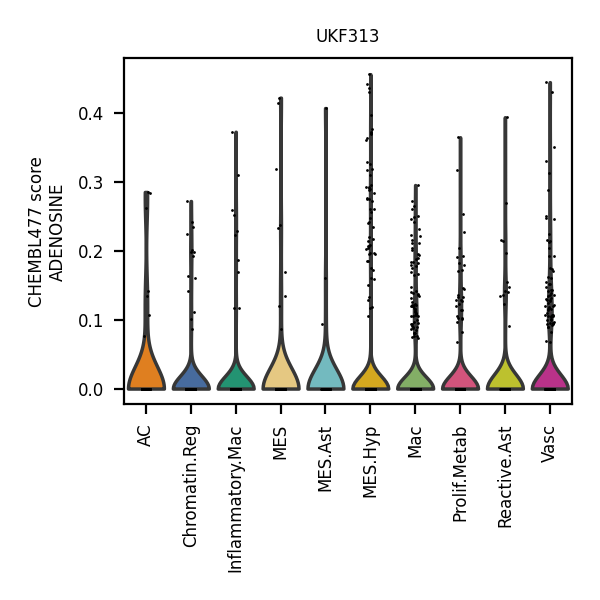 UKF313
CHEMBL477 score
ADENOSINE
0.4
0.3
0.2
0.1
0.0
AC
Chromatin.Reg
Inflammatory.Mac
MES
MES.Ast
MES.Hyp
Mac
Prolif.Metab
Reactive.Ast
Vasc